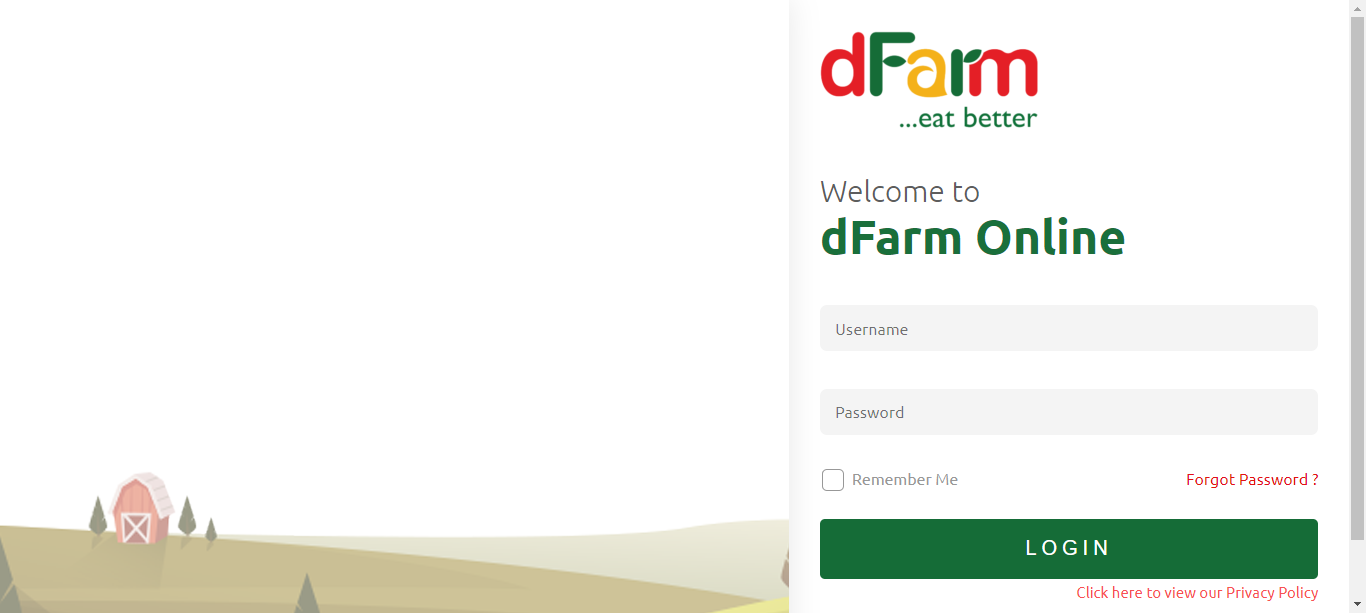 dFarm
...eat better
Welcome to
dFarm Online
Username
Password
Remember Me
Forgot Password ?
LOGIN
Click here to view our Privacy Policy